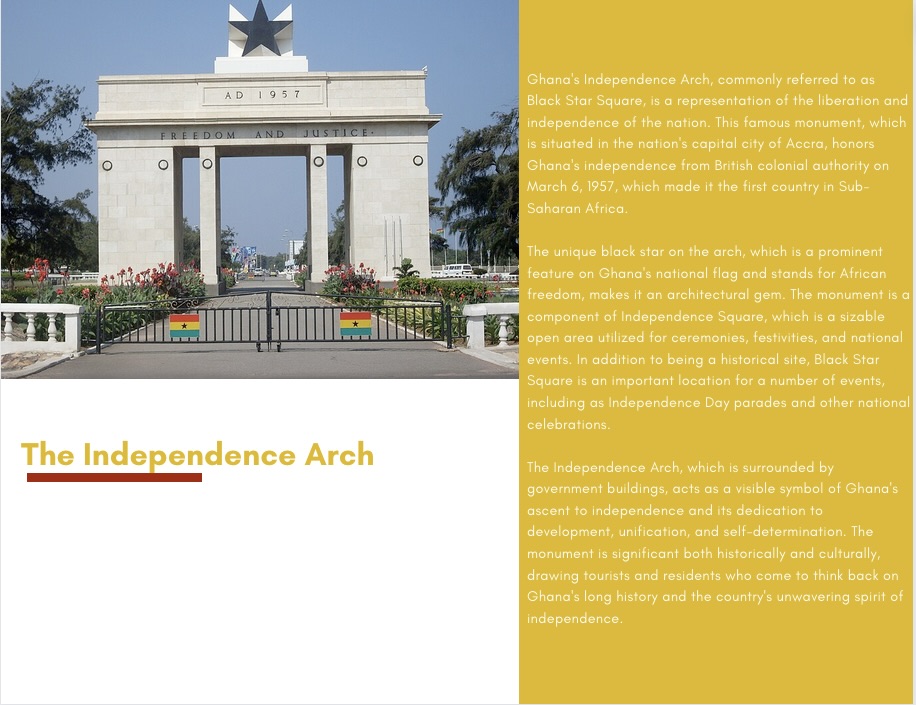 AD 1957
FREEDOM AND JUSTICE
The Independence Arch
Ghana's Independence Arch, commonly referred to as
Black Star Square, is a representation of the liberation and
independence of the nation. This famous monument, which
is situated in the nation's capital city of Accra, honors
Ghana's independence from British colonial authority on
March 6, 1957, which made it the first country in Sub-
Saharan Africa.
The unique black star on the arch, which is a prominent
feature on Ghana's national flag and stands for African
freedom, makes it an architectural gem. The monument is a
component of Independence Square, which is a sizable
open area utilized for ceremonies, festivities, and national
events. In addition to being a historical site, Black Star
Square is an important location for a number of events,
including as Independence Day parades and other national
celebrations.
The Independence Arch, which is surrounded by
government buildings, acts as a visible symbol of Ghana's
ascent to independence and its dedication to
development, unification, and self-determination. The
monument is significant both historically and culturally,
drawing tourists and residents who come to think back on
Ghana's long history and the country's unwavering spirit of
independence.